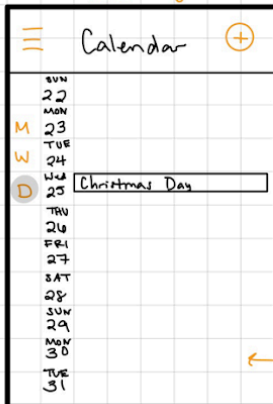 Calendar +
SUN
22
MON
M 23
TUE
W 24
Wed
D 25 Christmas Day
THU
26
FRI
27
SAT
28
SUN
29
MON
30
TUE
31